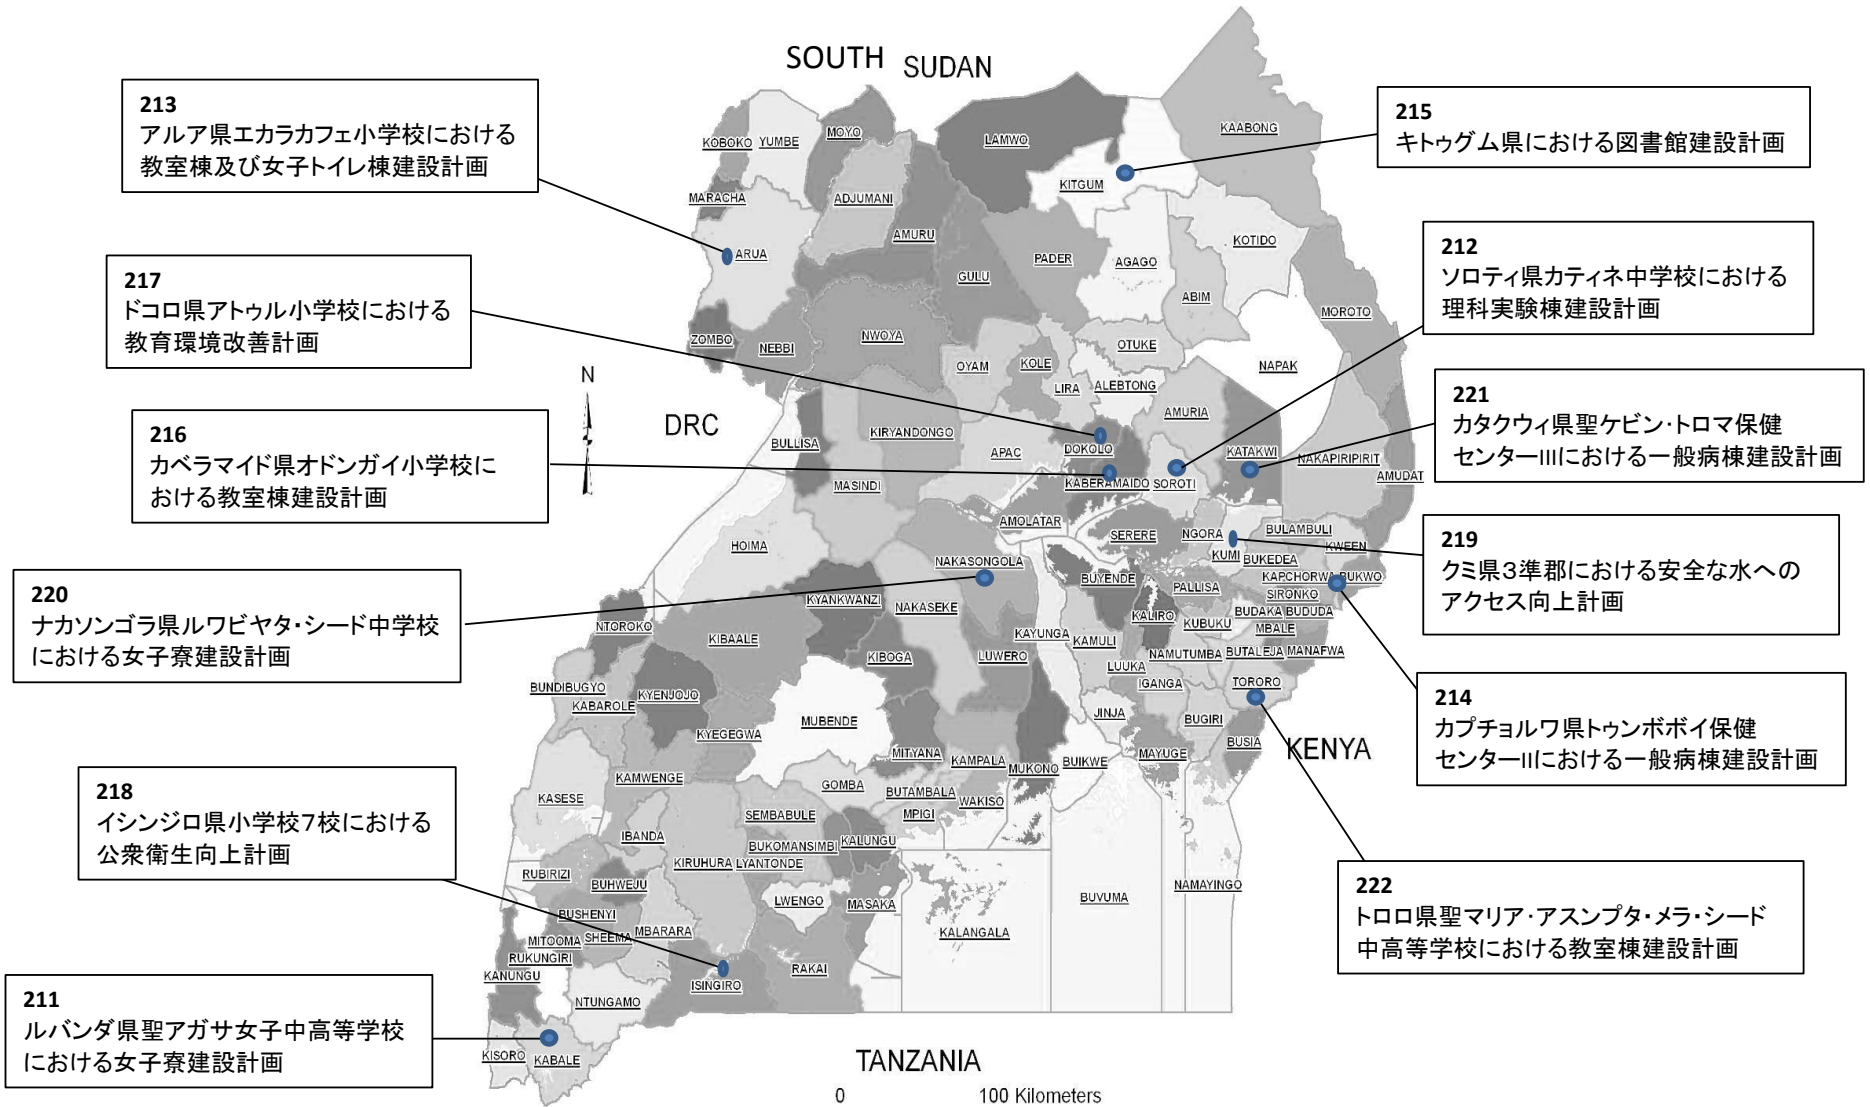 SOUTH SUDAN
213
アルア県エカラカフェ小学校における
教室棟及び女子トイレ棟建設計画
217
ドコロ県アトゥル小学校における
教育環境改善計画
216
カベラマイド県オドンガイ小学校に
おける教室棟建設計画
220
ナカソンゴラ県ルワビヤタ・シード中学校
における女子寮建設計画
218
イシンジロ県小学校7校における
公衆衛生向上計画
211
ルバンダ県聖アガサ女子中高等学校
における女子寮建設計画
215
キトゥグム県における図書館建設計画
212
ソロティ県カティネ中学校における
理科実験棟建設計画
221
カタクウィ県聖ケビン・トロマ保健
センターIIIにおける一般病棟建設計画
219
クミ県3準郡における安全な水への
アクセス向上計画
214
カプチョルワ県トゥンボボイ保健
センターIIにおける一般病棟建設計画
222
トロロ県聖マリア・アスンプタ・メラ・シード
中高等学校における教室棟建設計画
N
DRC
KENYA
TANZANIA
0 100 Kilometers
KOBOKO
YUMBE
MOYO
LAMWO
KAABONG
MARACHA
ADJUMANI
KITGUM
ARUA
AMURU
GULU
PADER
AGAGO
KOTIDO
ABIM
MOROTO
ZOMBO
NEBBI
NWOYA
OYAM
KOLE
OTUKE
NAPAK
LIRA
ALEBTONG
AMURIA
BULLISA
KIRYANDONGO
APAC
DOKOLO
KATAKWI
NAKAPIRIPIRIT
AMUDAT
MASINDI
KABERAMAIDO
SOROTI
AMOLATAR
SERERE
NGORA
BULAMBULI
KWEEN
HOIMA
NAKASONGOLA
KUMI
BUKEDEA
BUYENDE
PALLISA
KAPCHORWA
BUKWO
SIRONKO
KYANKWANZI
NAKASEKE
KALIRO
BUDAKA
BUDUDA
KUBUKU
MBALE
NTOROKO
KIBAALE
KAYUNGA
KAMULI
KIBOGA
LUWERO
LUUKA
NAMUTUMBA
BUTALEJA
MANAFWA
BUNDIBUGYO
KABAROLE
KYENJOJO
IGANGA
TORORO
MUBENDE
JINJA
BUGIRI
KYEGEGWA
MITYANA
KAMPALA
MUKONO
BUIKWE
MAYUGE
BUSIA
KAMWENGE
GOMBA
BUTAMBALA
WAKISO
KASESE
SEMBABULE
MPIGI
IBANDA
BUKOMANSIMBI
KALUNGU
KIRUHURA
LYANTONDE
RUBIRIZI
BUHWEJU
LWENGO
MASAKA
BUVUMA
NAMAYINGO
BUSHENYI
KALANGALA
MITOOMA
SHEEMA
MBARARA
RUKUNGIRI
KANUNGU
ISINGIRO
RAKAI
NTUNGAMO
KISORO
KABALE